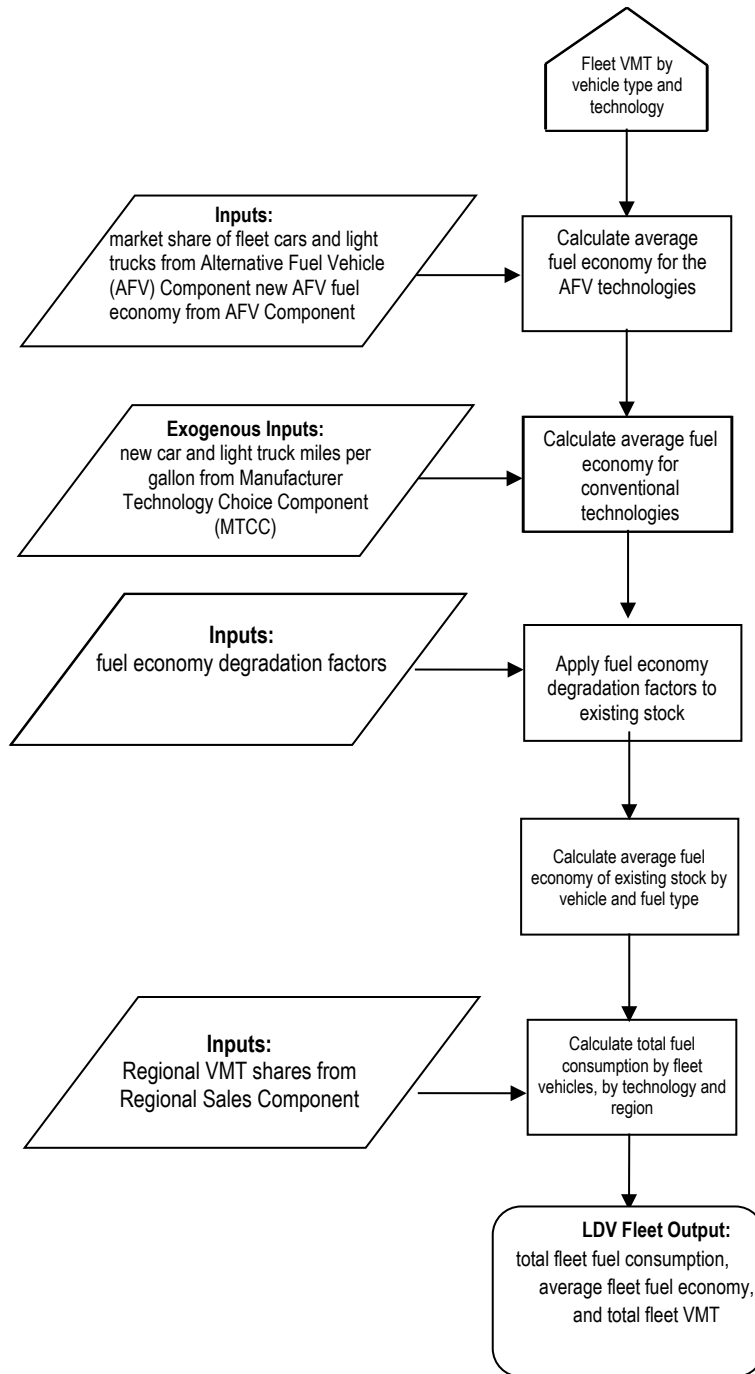 Fleet VMT by
vehicle type and
technology
Inputs:
market share of fleet cars and light
trucks from Alternative Fuel Vehicle
(AFV) Component new AFV fuel
economy from AFV Component
Calculate average
fuel economy for the
AFV technologies
Exogenous Inputs:
new car and light truck miles per
gallon from Manufacturer
Technology Choice Component
(MTCC)
Calculate average fuel
economy for
conventional
technologies
Inputs:
fuel economy degradation factors
Apply fuel economy
degradation factors to
existing stock
Calculate average fuel
economy of existing stock by
vehicle and fuel type
Inputs:
Regional VMT shares from
Regional Sales Component
Calculate total fuel
consumption by fleet
vehicles, by technology and
region
LDV Fleet Output:
total fleet fuel consumption,
average fleet fuel economy,
and total fleet VMT